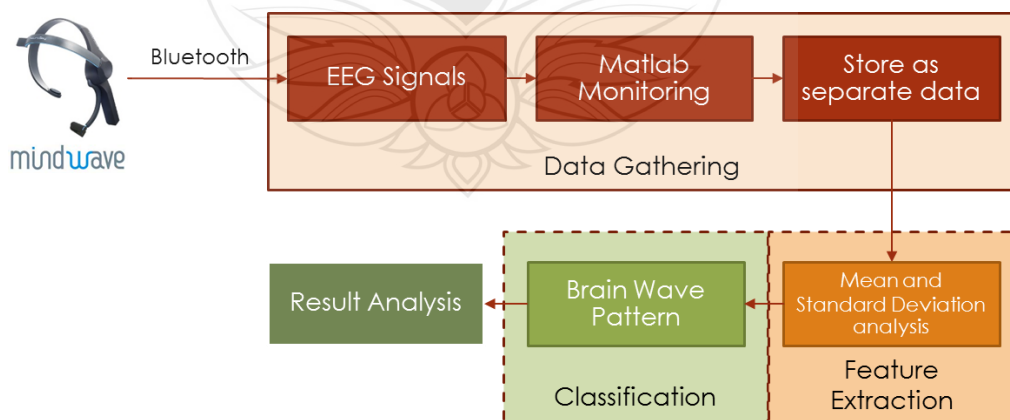 Bluetooth
EEG Signals
Matlab
Monitoring
Store as
separate data
mindwave
Data Gathering
Result Analysis
Brain Wave
Pattern
Mean and
Standard Deviation
analysis
Classification
Feature
Extraction